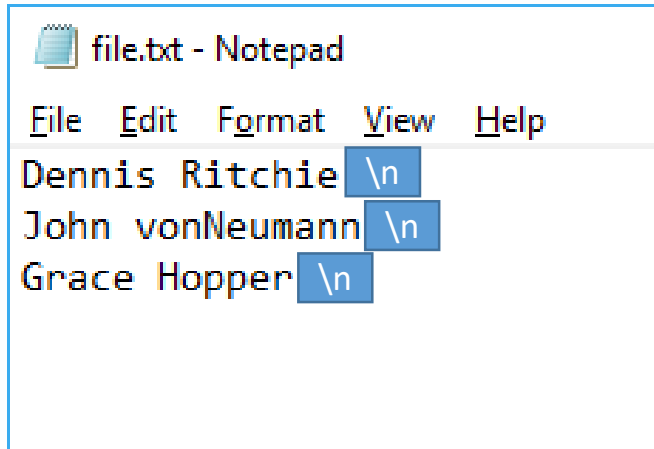 file.txt - Notepad
File Edit Format View Help
Dennis Ritchie \n
John vonNeumann \n
Grace Hopper \n